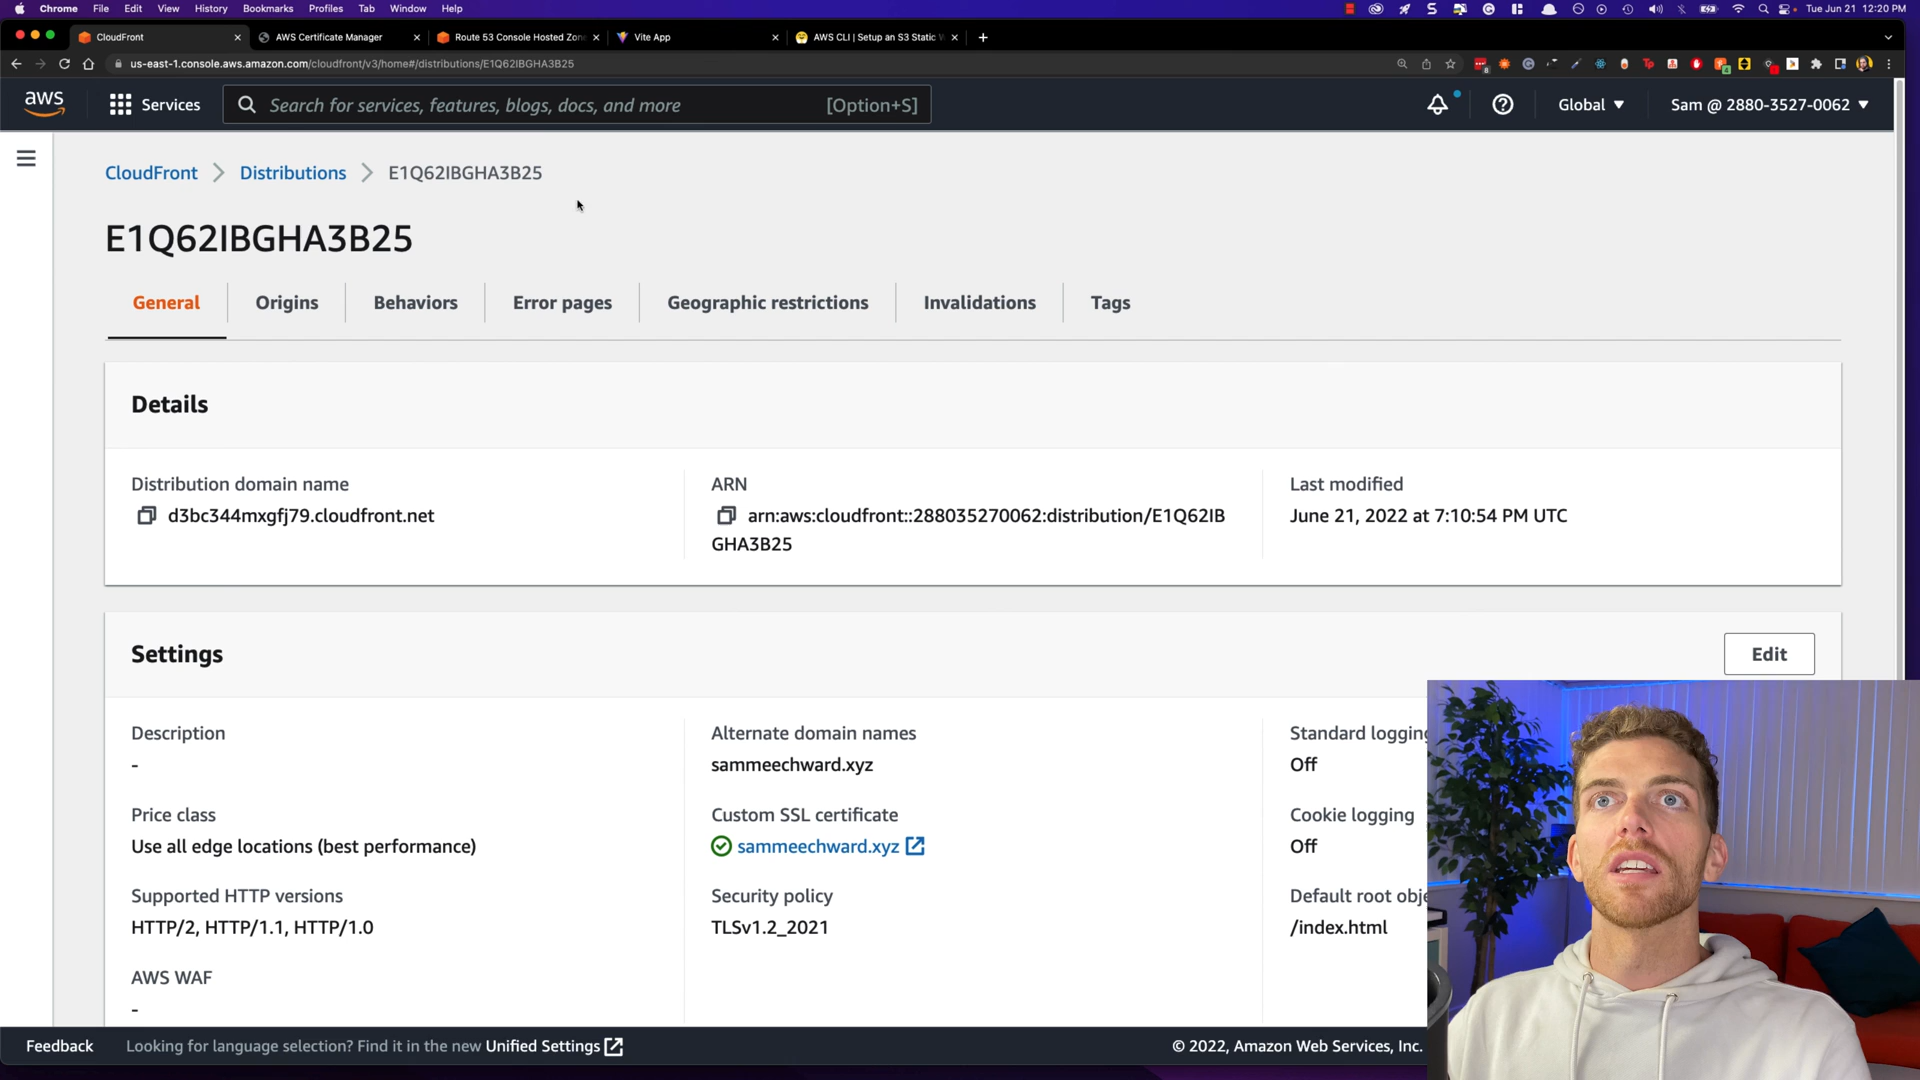 Chrome File Edit View History Bookmarks Profiles Tab Window Help Tue Jun 21 12:20 PM
CloudFront AWS Certificate Manager Route 53 Console Hosted Zon Vite App AWS CLI | Setup an S3 Static W
us-east-1.console.aws.amazon.com/cloudfront/v3/home#/distributions/E1Q62IBGHA3B25
aws Services Search for services, features, blogs, docs, and more [Option+S] Global Sam @ 2880-3527-0062
CloudFront Distributions E1Q62IBGHA3B25
E1Q62IBGHA3B25
General Origins Behaviors Error pages Geographic restrictions Invalidations Tags
Details
Distribution domain name ARN Last modified
d3bc344mxgfj79.cloudfront.net arn:aws:cloudfront::288035270062:distribution/E1Q62IB June 21, 2022 at 7:10:54 PM UTC
GHA3B25
Settings Edit
Description Alternate domain names Standard logging
- sammeechward.xyz Off
Price class Custom SSL certificate Cookie logging
Use all edge locations (best performance) sammeechward.xyz Off
Supported HTTP versions Security policy Default root obje
HTTP/2, HTTP/1.1, HTTP/1.0 TLSv1.2_2021 /index.html
AWS WAF
-
Feedback Looking for language selection? Find it in the new Unified Settings © 2022, Amazon Web Services, Inc.